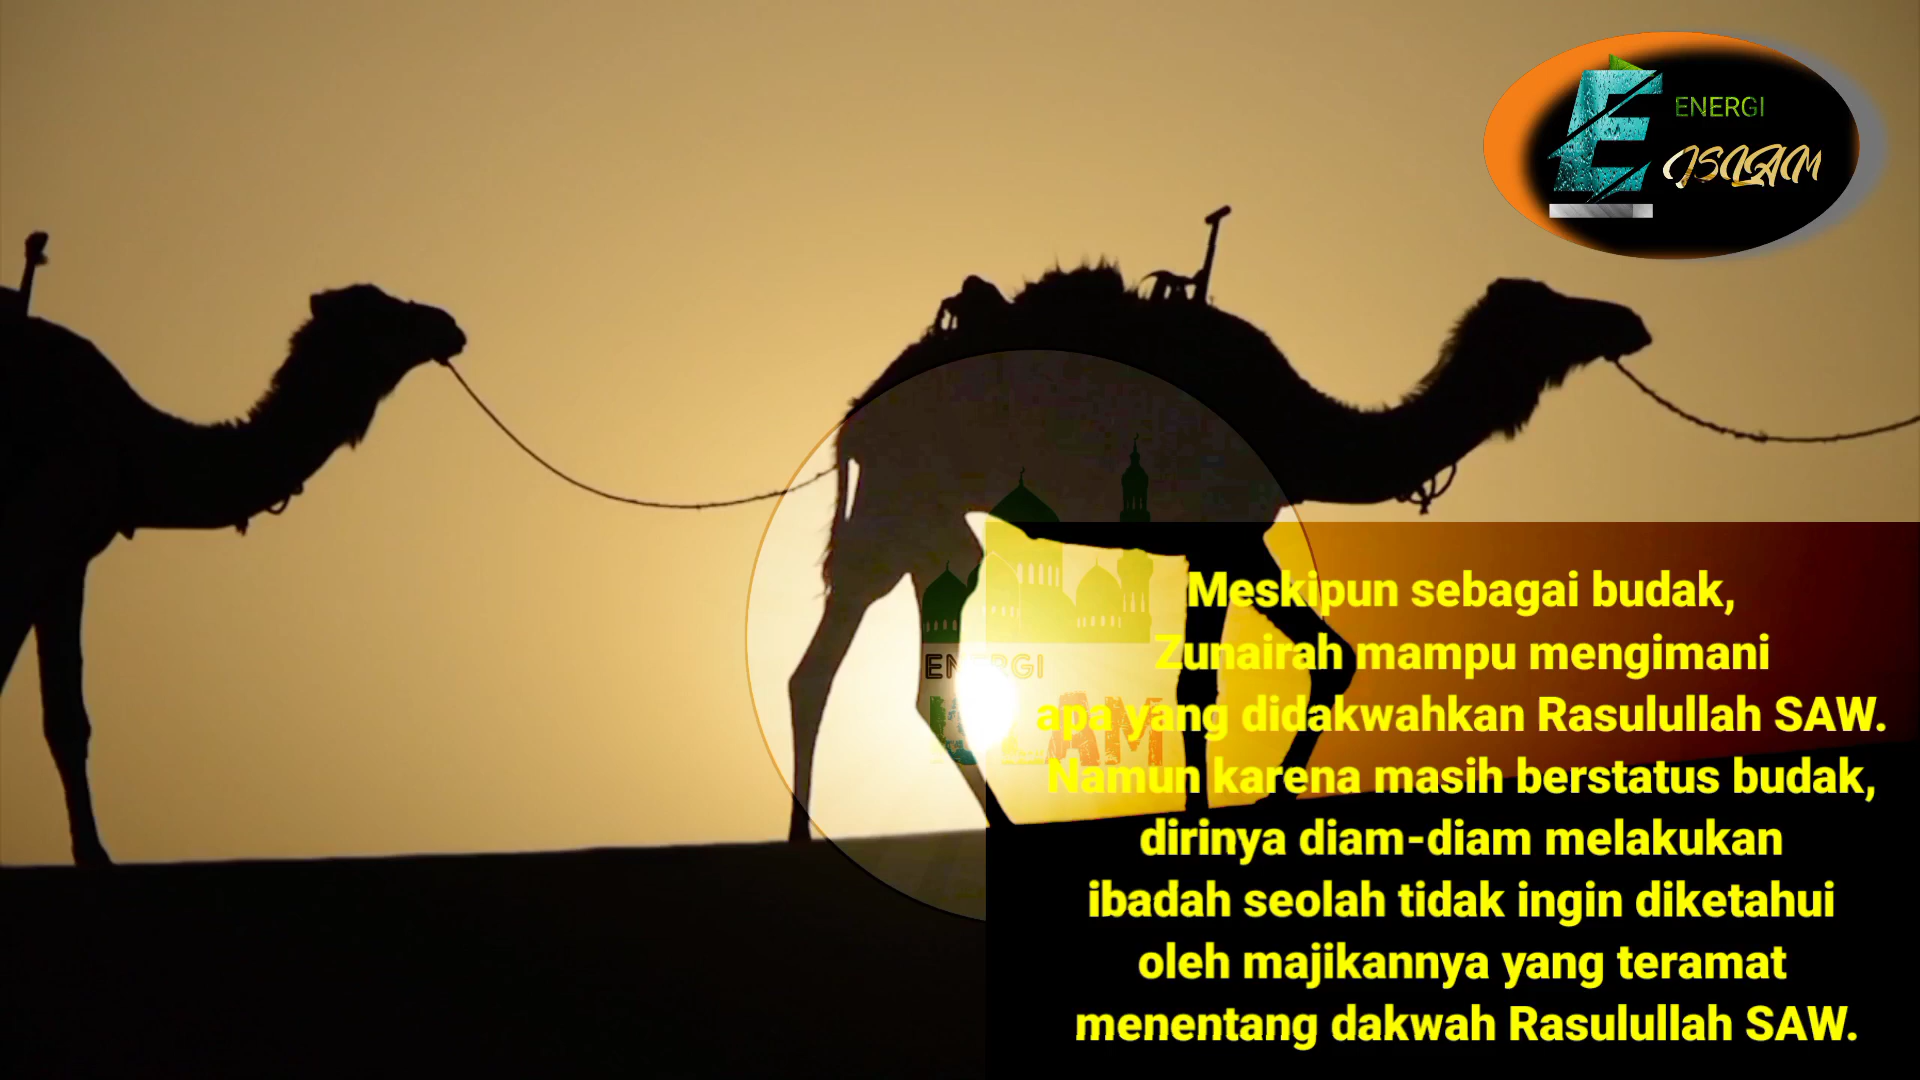 ENERGI
ISLAM
Meskipun sebagai budak,
Zunairah mampu mengimani
apa yang didakwahkan Rasulullah SAW.
Namun karena masih berstatus budak,
dirinya diam-diam melakukan
ibadah seolah tidak ingin diketahui
oleh majikannya yang teramat
menentang dakwah Rasulullah SAW.
ENERGI
ISLAM